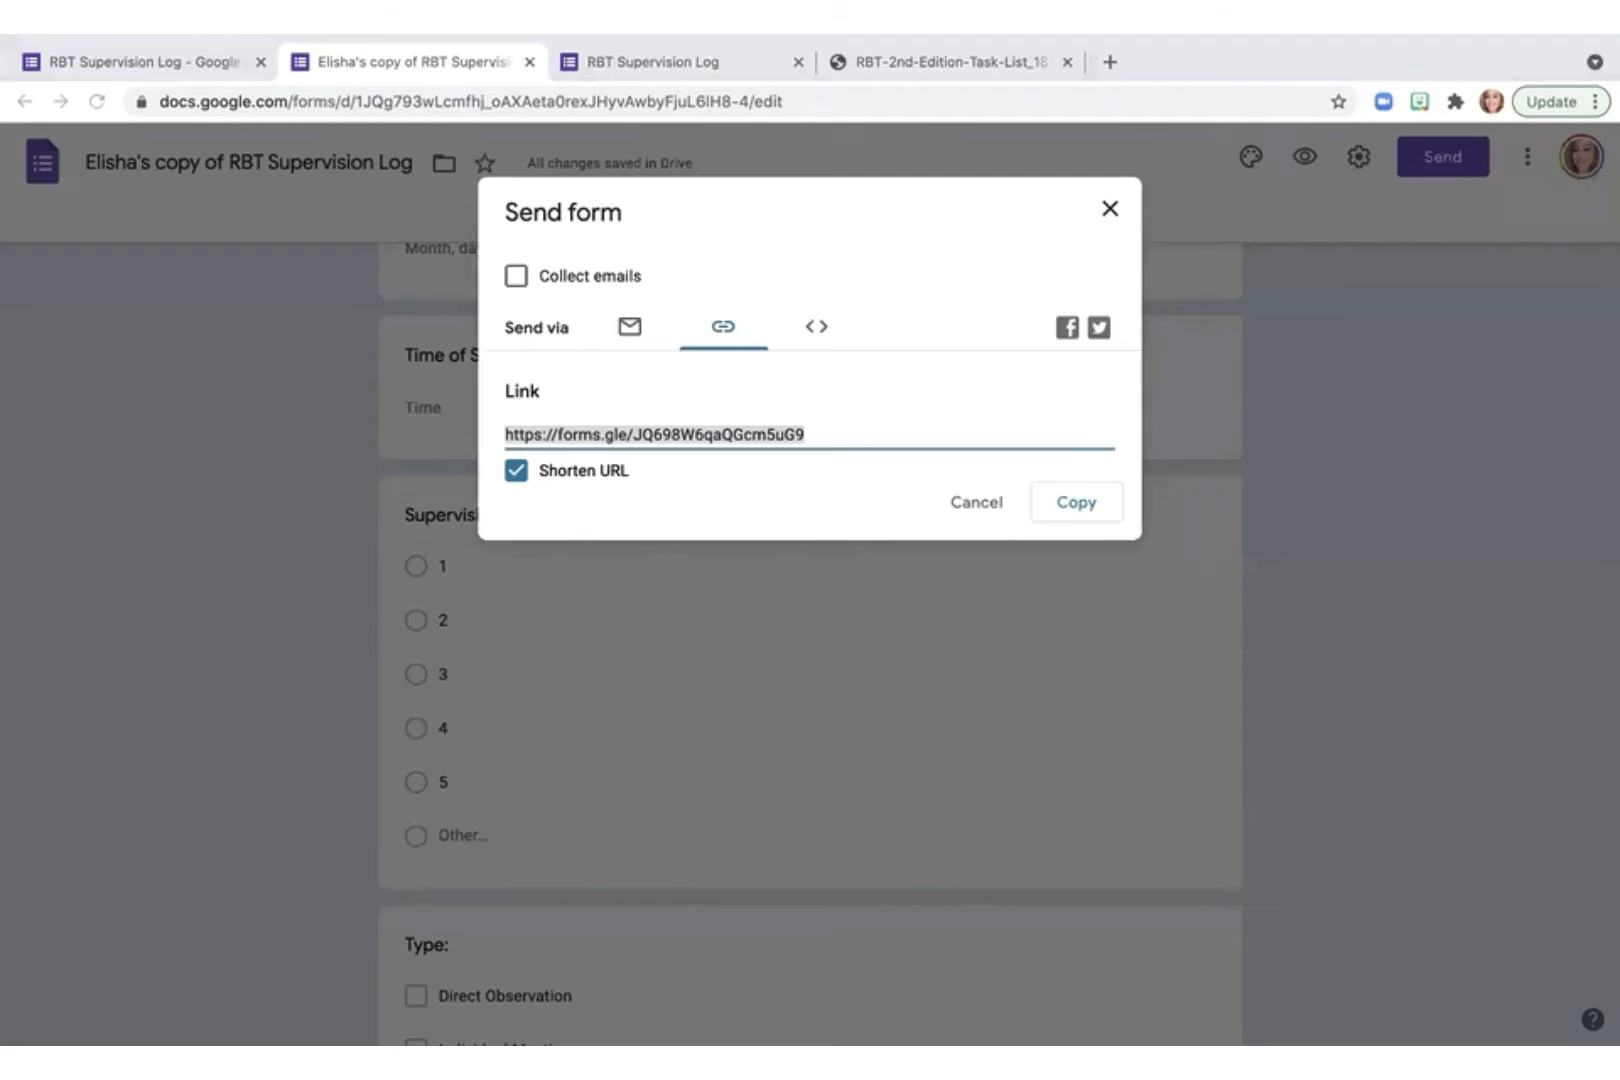 RBT Supervision Log - Google
Elisha's copy of RBT Supervisi
RBT Supervision Log
RBT-2nd-Edition-Task-List_18
docs.google.com/forms/d/1JQg793wLcmfhj_oAXAeta0rexJHyvAwbyFjuL6lH8-4/edit
Update
Elisha's copy of RBT Supervision Log
All changes saved in Drive
Send
Month, da
Send form
Collect emails
Send via
Time of S
Time
Link
https://forms.gle/JQ698W6qaQGcm5uG9
Shorten URL
Cancel
Copy
Supervisi
1
2
3
4
5
Other...
Type:
Direct Observation